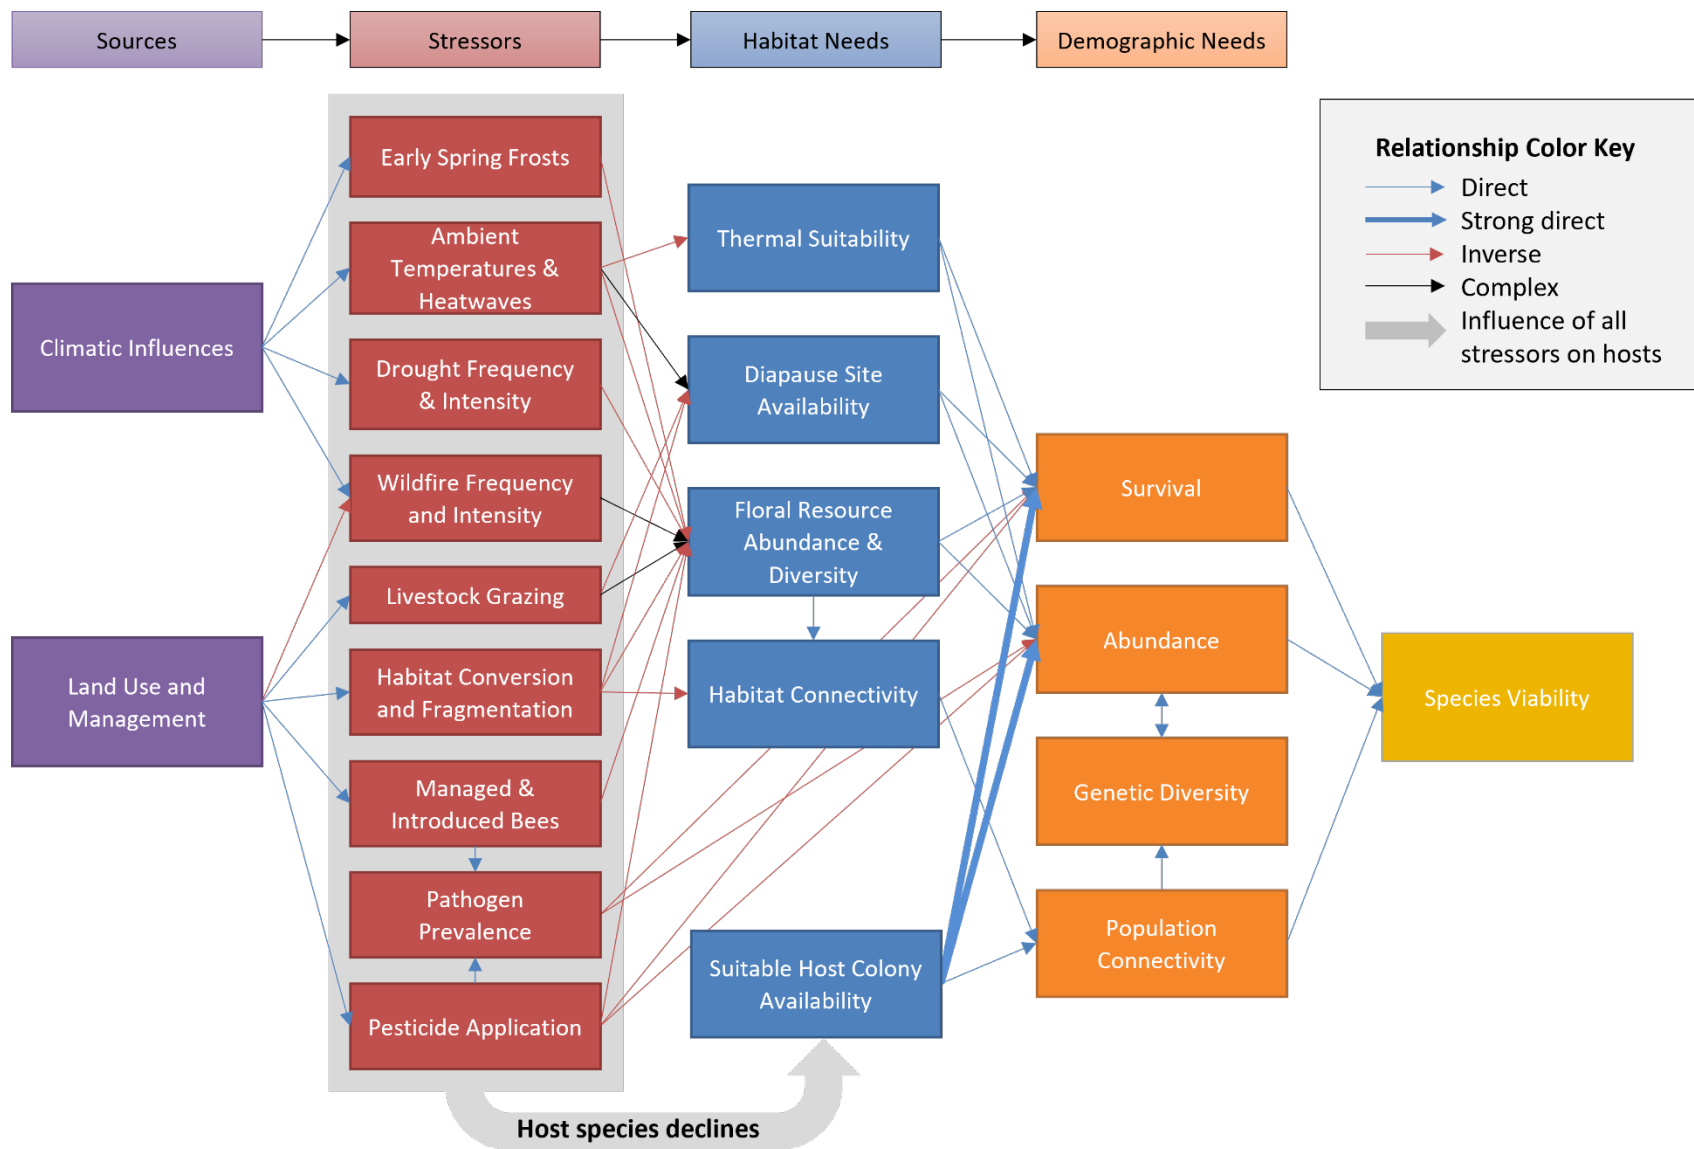 Sources
Stressors
Habitat Needs
Demographic Needs
Relationship Color Key
Direct
Strong direct
Inverse
Complex
Influence of all
stressors on hosts
Climatic Influences
Land Use and
Management
Early Spring Frosts
Ambient
Temperatures &
Heatwaves
Drought Frequency
& Intensity
Wildfire Frequency
and Intensity
Livestock Grazing
Habitat Conversion
and Fragmentation
Managed &
Introduced Bees
Pathogen
Prevalence
Pesticide Application
Thermal Suitability
Diapause Site
Availability
Floral Resource
Abundance &
Diversity
Habitat Connectivity
Suitable Host Colony
Availability
Survival
Abundance
Genetic Diversity
Population
Connectivity
Species Viability
Host species declines